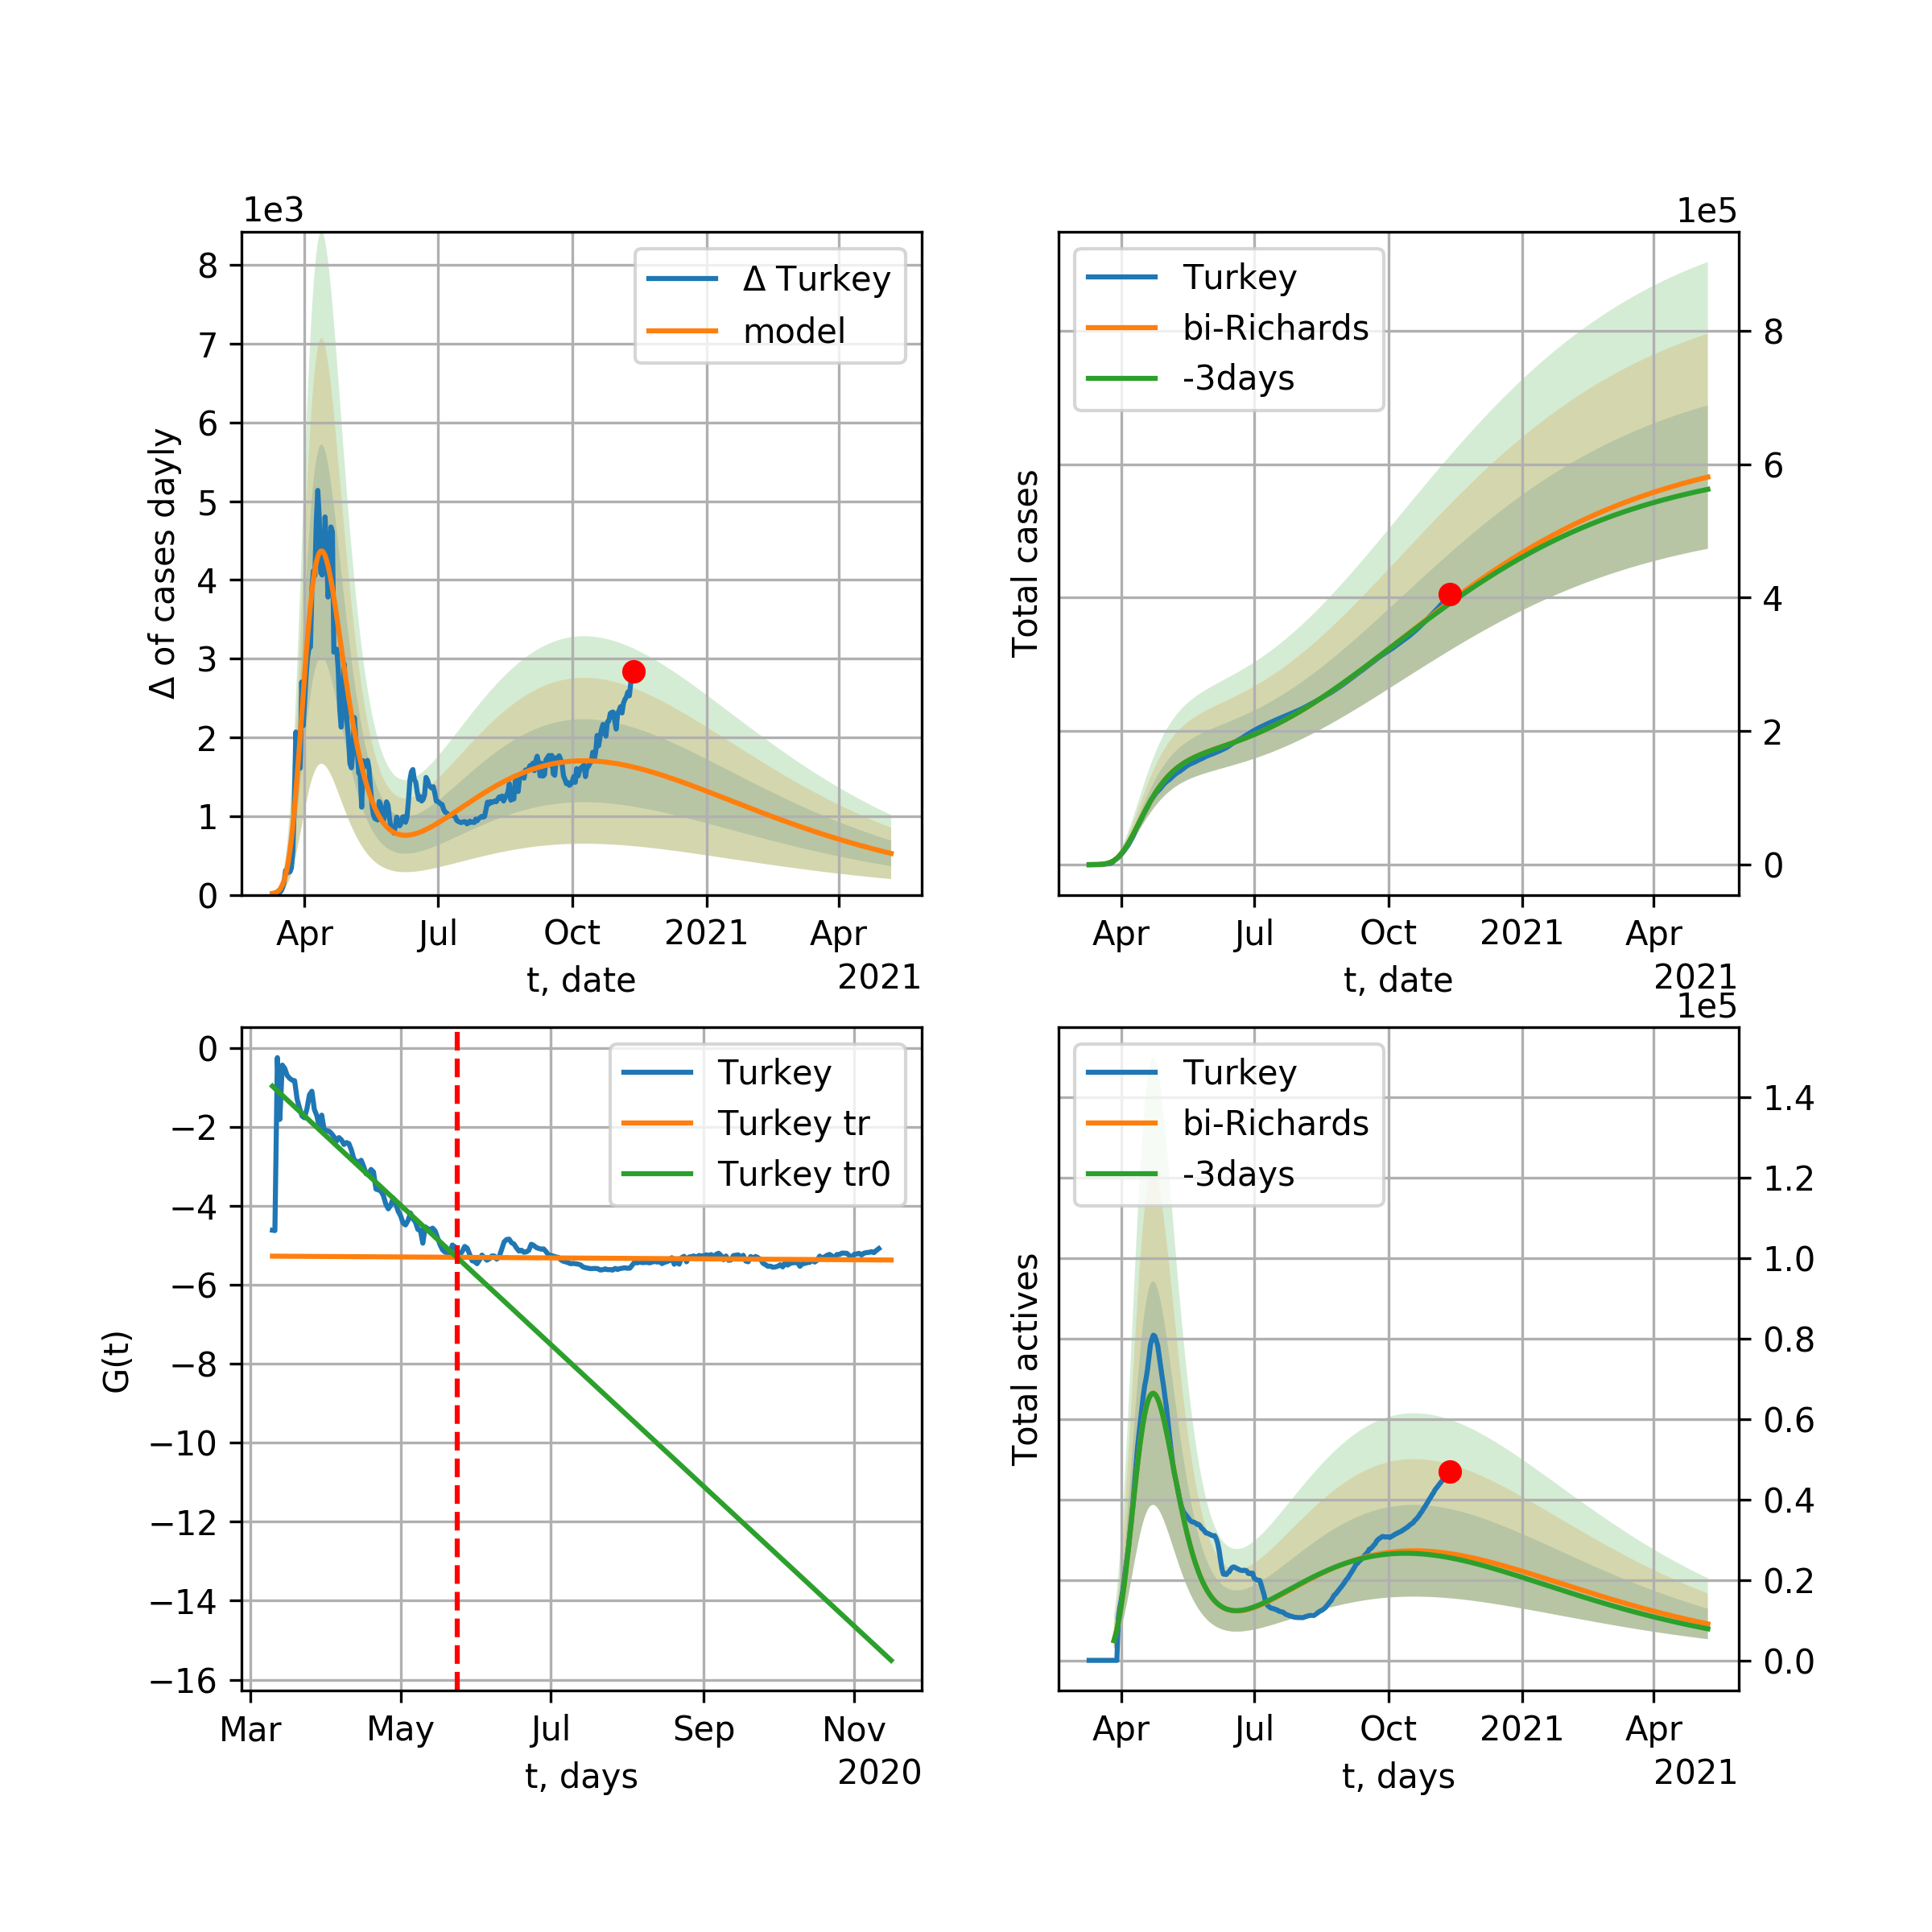 1e3
Δ of cases dayly
8
7
6
5
4
3
2
1
0
Δ Turkey
model
Apr Jul Oct 2021 Apr
t, date
2021
1e5
Total cases
Turkey
bi-Richards
-3days
8
6
4
2
0
Apr Jul Oct 2021 Apr
t, date
2021
G(t)
0
−2
−4
−6
−8
−10
−12
−14
−16
Turkey
Turkey tr
Turkey tr0
Mar May Jul Sep Nov
t, days
2020
1e5
Total actives
Turkey
bi-Richards
-3days
1.4
1.2
1.0
0.8
0.6
0.4
0.2
0.0
Apr Jul Oct 2021 Apr
t, days
2021